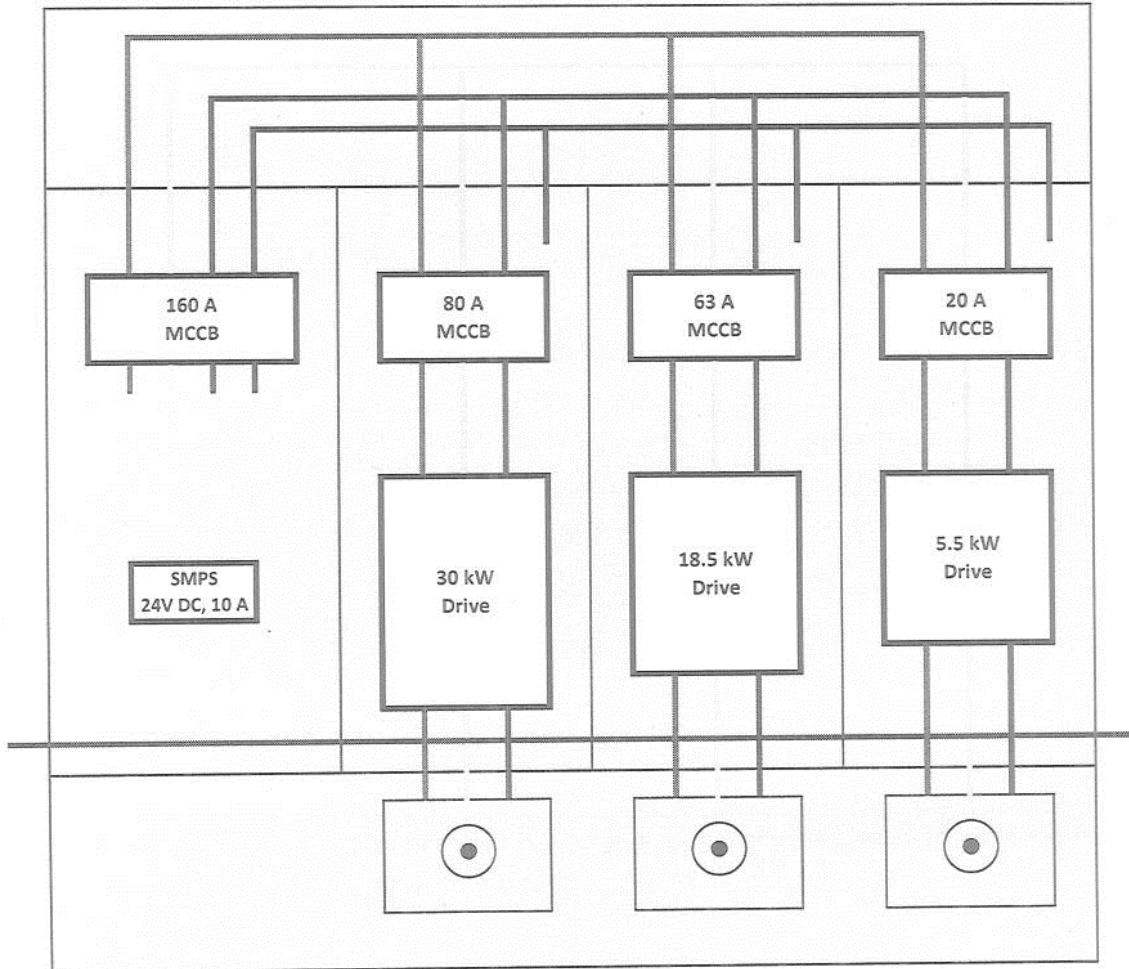 160 A
MCCB
80 A
MCCB
63 A
MCCB
20 A
MCCB
SMPS
24V DC, 10 A
30 kW
Drive
18.5 kW
Drive
5.5 kW
Drive